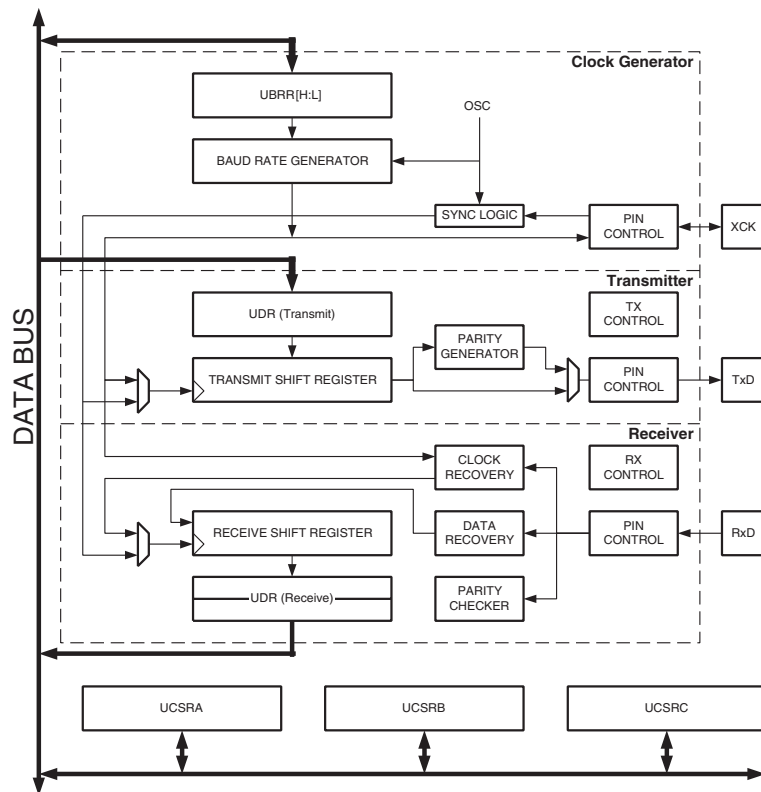 DATA BUS
Clock Generator
UBRR[H:L]
OSC
BAUD RATE GENERATOR
SYNC LOGIC
PIN
CONTROL
XCK
Transmitter
UDR (Transmit)
TX
CONTROL
PARITY
GENERATOR
TRANSMIT SHIFT REGISTER
PIN
CONTROL
TxD
Receiver
CLOCK
RECOVERY
RX
CONTROL
RECEIVE SHIFT REGISTER
DATA
RECOVERY
PIN
CONTROL
RxD
UDR (Receive)
PARITY
CHECKER
UCSRA
UCSRB
UCSRC